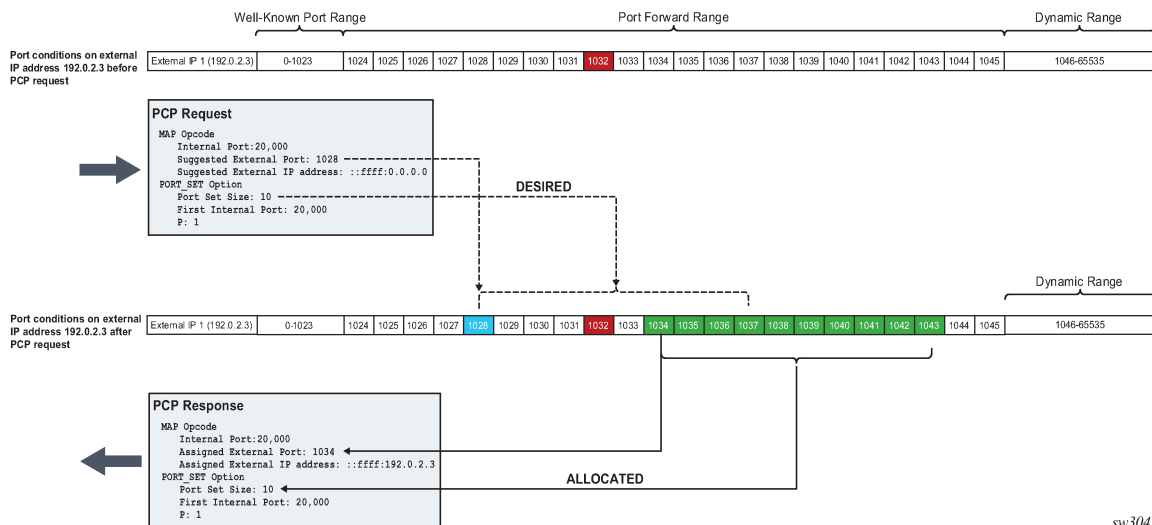 Well-Known Port Range Port Forward Range Dynamic Range
Port conditions on external
IP address 192.0.2.3 before
PCP request
External IP 1 (192.0.2.3) 0-1023 1024 1025 1026 1027 1028 1029 1030 1031 1032 1033 1034 1035 1036 1037 1038 1039 1040 1041 1042 1043 1044 1045 1046-65535
PCP Request
MAP Opcode
Internal Port:20,000
Suggested External Port: 1028
Suggested External IP address: ::ffff:0.0.0.0
PORT_SET Option
Port Set Size: 10
First Internal Port: 20,000
P: 1
DESIRED
Dynamic Range
Port conditions on external
IP address 192.0.2.3 after
PCP request
External IP 1 (192.0.2.3) 0-1023 1024 1025 1026 1027 1028 1029 1030 1031 1032 1033 1034 1035 1036 1037 1038 1039 1040 1041 1042 1043 1044 1045 1046-65535
PCP Response
MAP Opcode
Internal Port:20,000
Assigned External Port: 1034
Assigned External IP address: ::ffff:192.0.2.3
PORT_SET Option
Port Set Size: 10
First Internal Port: 20,000
P: 1
ALLOCATED
sw304